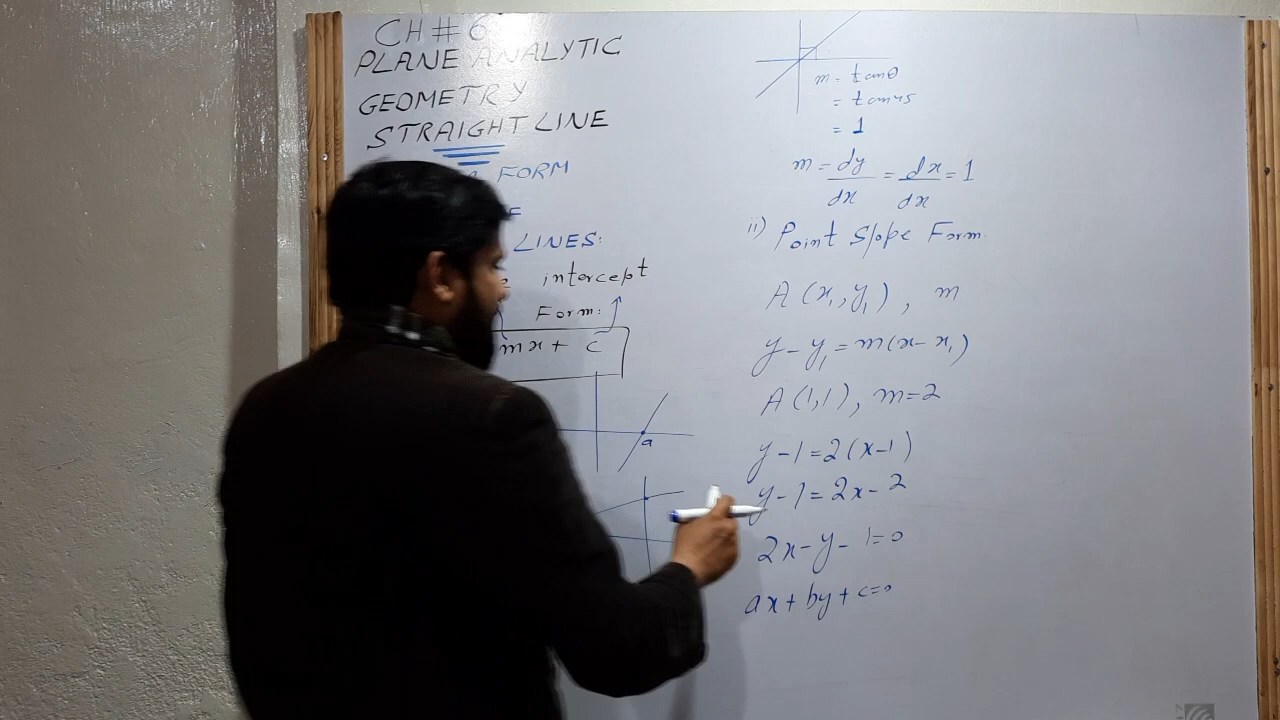 CH # 6
PLANE ANALYTIC
GEOMETRY
STRAIGHT LINE
FORM
LINES:
intercept
Form:
mx + c
a
m = tanθ
= tan45
= 1
m = dy/dx = dx/dx = 1
ii) Point Slope Form
A (x₁, y₁), m
y - y₁ = m(x - x₁)
A (1,1), m=2
y - 1 = 2(x-1)
y - 1 = 2x - 2
2x - y - 1 = 0
ax + by + c = 0